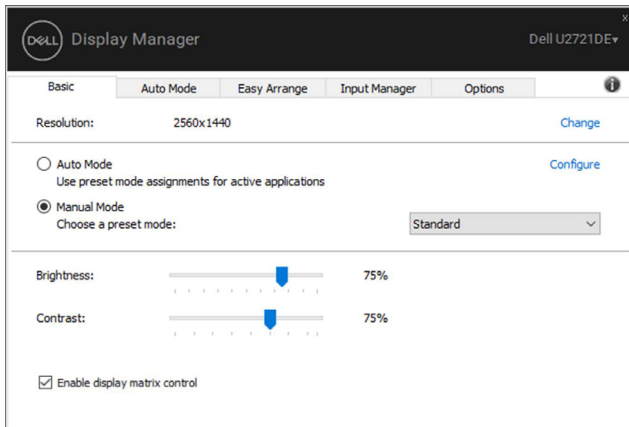 DELL Display Manager
Dell U2721DE
x
Basic Auto Mode Easy Arrange Input Manager Options
Resolution: 2560x1440 Change
Auto Mode Configure
Use preset mode assignments for active applications
Manual Mode
Choose a preset mode: Standard
Brightness: 75%
Contrast: 75%
Enable display matrix control